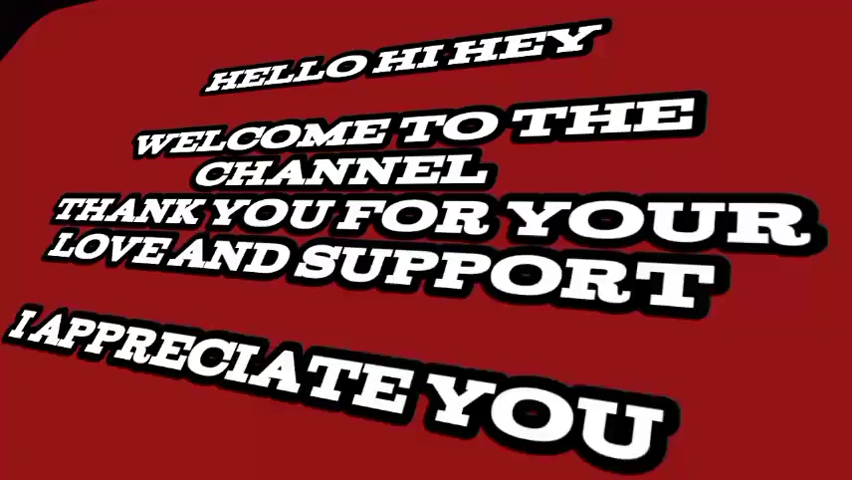 HELLO HI HEY
WELCOME TO THE
CHANNEL
THANK YOU FOR YOUR
LOVE AND SUPPORT
I APPRECIATE YOU